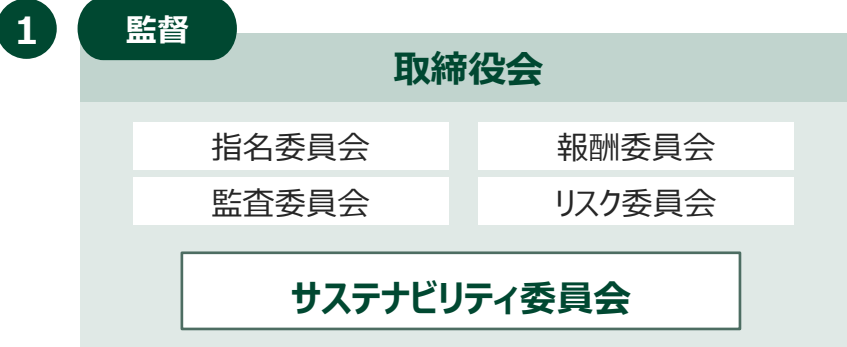 1 監督
取締役会
指名委員会 報酬委員会
監査委員会 リスク委員会
サステナビリティ委員会